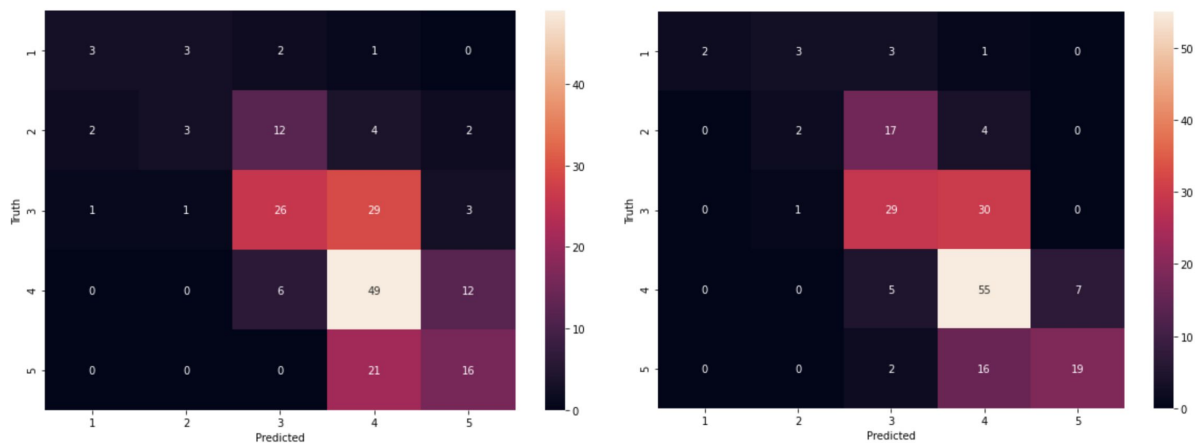 1 3 3 2 1 0
2 2 3 12 4 2
3 1 1 26 29 3
4 0 0 6 49 12
5 0 0 0 21 16
1 2 3 4 5
Predicted
Truth
40
30
20
10
0
1 2 3 3 1 0
2 0 2 17 4 0
3 0 1 29 30 0
4 0 0 5 55 7
5 0 0 2 16 19
1 2 3 4 5
Predicted
Truth
50
40
30
20
10
0